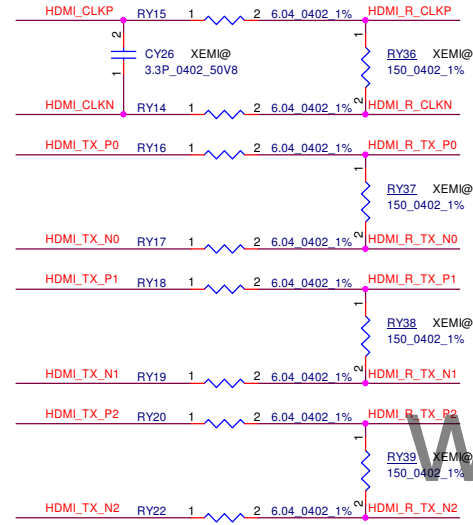 HDMI_CLKP RY15 1 2 6.04_0402_1% HDMI_R_CLKP
2 CY26 XEMI@ 1 RY36 XEMI@
1 3.3P_0402_50V8 150_0402_1%
HDMI_CLKN RY14 1 2 6.04_0402_1% 2 HDMI_R_CLKN
HDMI_TX_P0 RY16 1 2 6.04_0402_1% HDMI_R_TX_P0
1 RY37 XEMI@
150_0402_1%
HDMI_TX_N0 RY17 1 2 6.04_0402_1% 2 HDMI_R_TX_N0
HDMI_TX_P1 RY18 1 2 6.04_0402_1% HDMI_R_TX_P1
1 RY38 XEMI@
150_0402_1%
HDMI_TX_N1 RY19 1 2 6.04_0402_1% 2 HDMI_R_TX_N1
HDMI_TX_P2 RY20 1 2 6.04_0402_1% HDMI_R_TX_P2
1 RY39 XEMI@
150_0402_1%
W
HDMI_TX_N2 RY22 1 2 6.04_0402_1% 2 HDMI_R_TX_N2